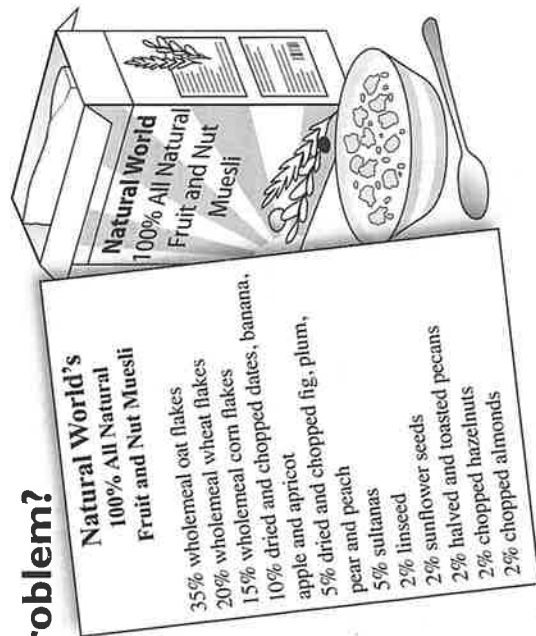 roblem?
Natural World's
100% All Natural
Fruit and Nut Muesli
35% wholemeal oat flakes
20% wholemeal wheat flakes
15% wholemeal corn flakes
10% dried and chopped dates, banana,
apple and apricot
5% dried and chopped fig, plum,
pear and peach
5% sultanas
2% linseed
2% sunflower seeds
2% halved and toasted pecans
2% chopped hazelnuts
2% chopped almonds
Natural World
100% All Natural
Fruit and Nut
Muesli